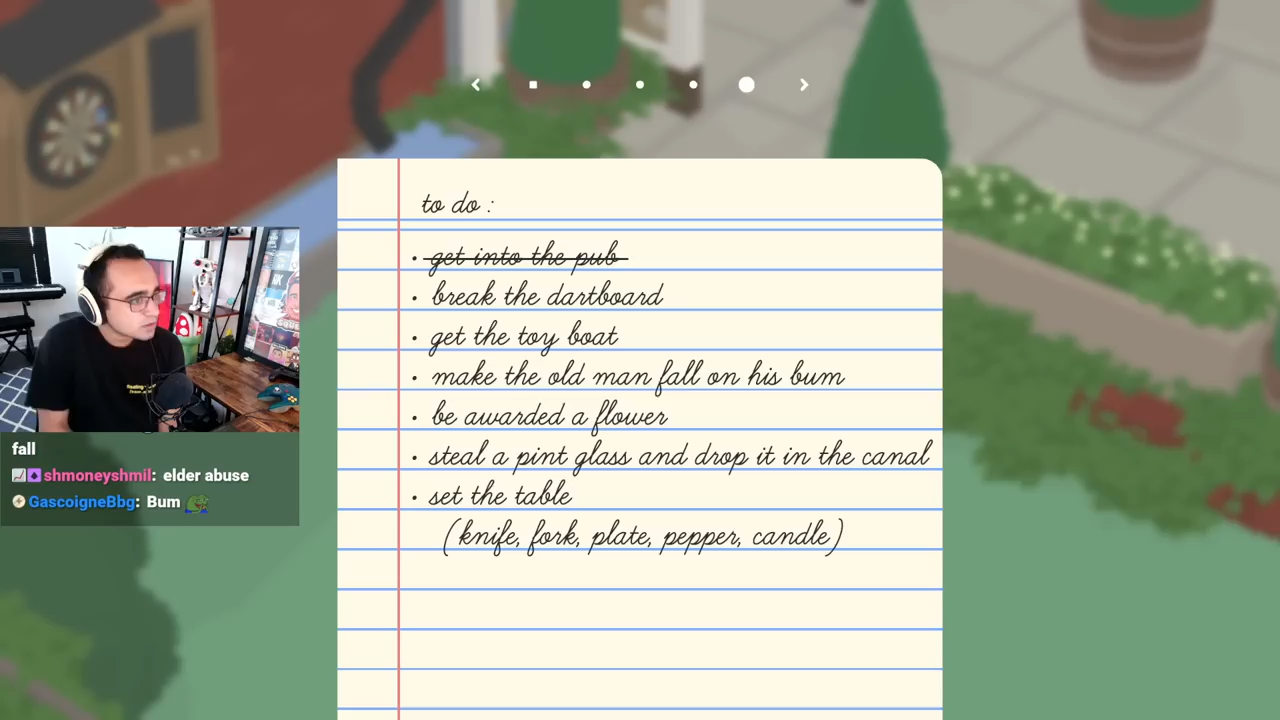 to do :
• get into the pub
• break the dartboard
• get the toy boat
• make the old man fall on his bum
• be awarded a flower
• steal a pint glass and drop it in the canal
• set the table
(knife, fork, plate, pepper, candle)
fall
shmoneyshmil: elder abuse
GascoigneBbg: Bum